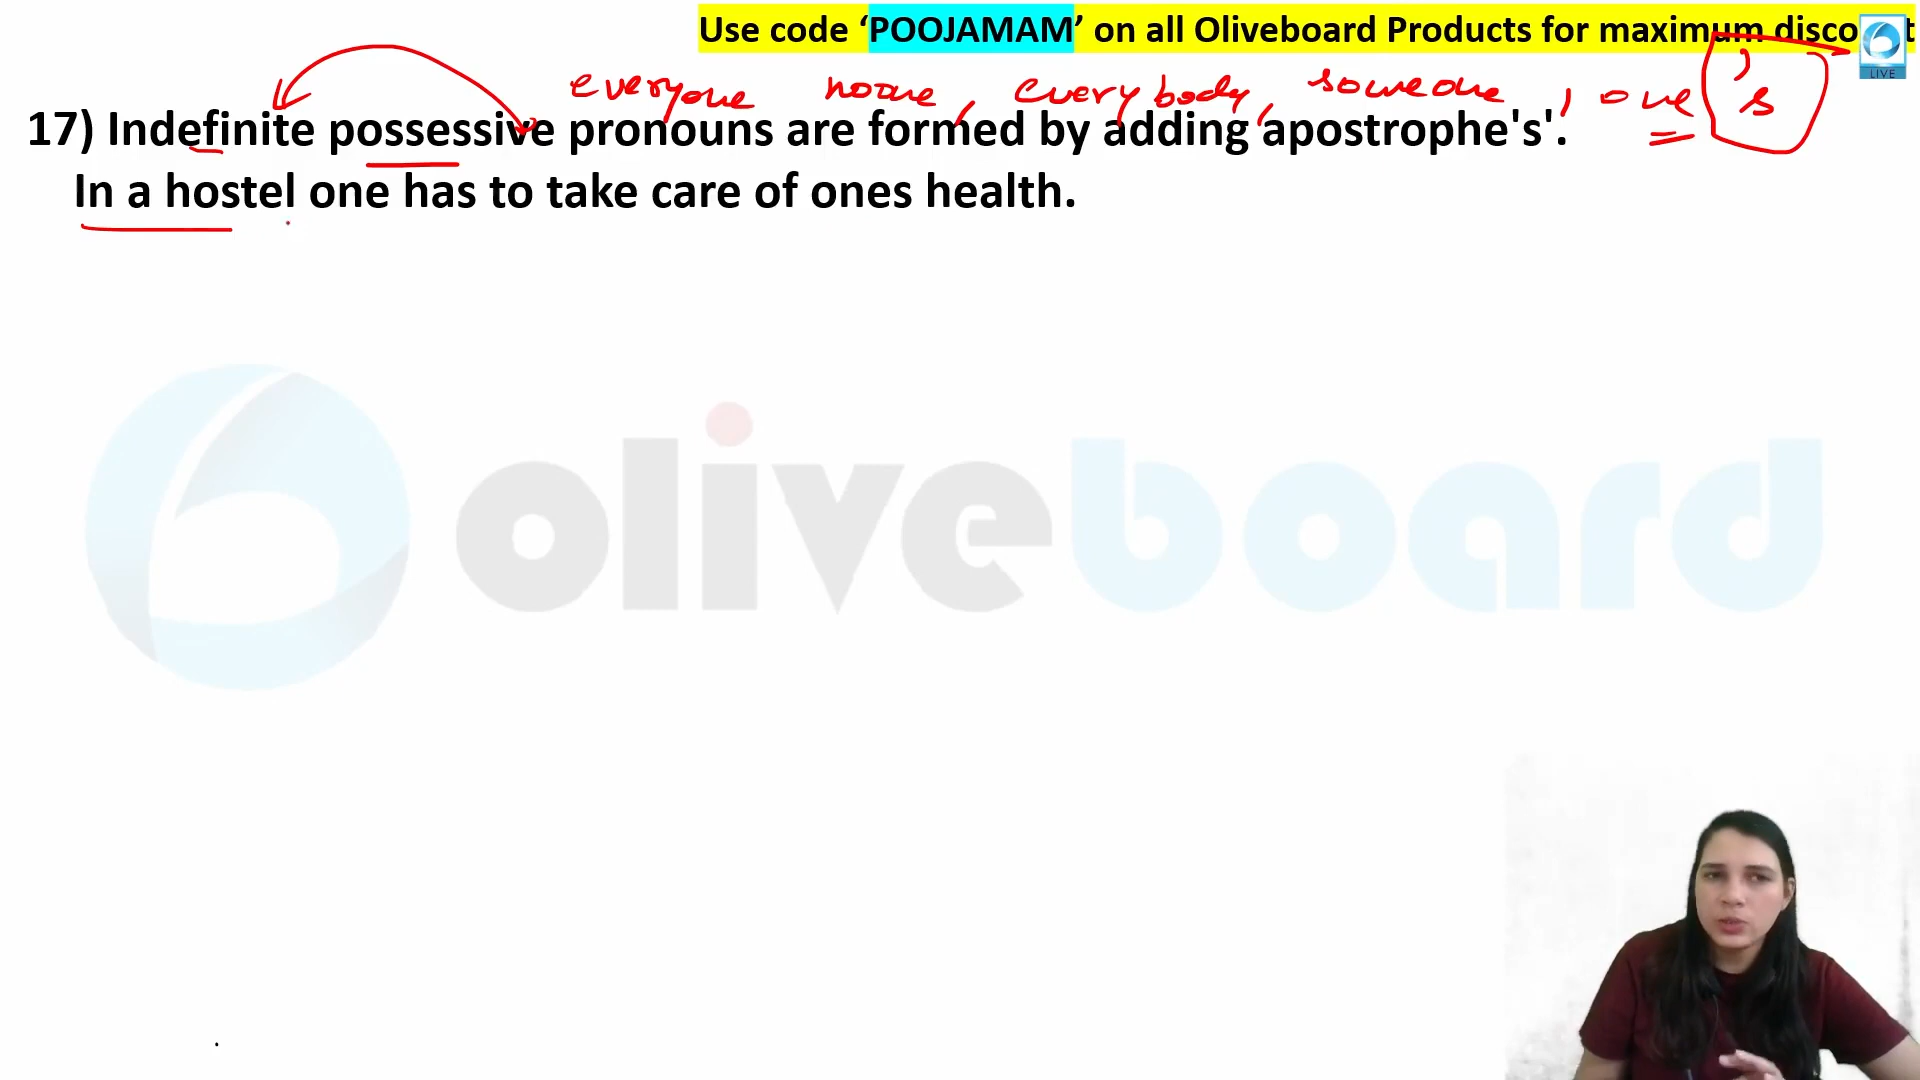 Use code ‘POOJAMAM’ on all Oliveboard Products for maximum disco t
LIVE
everyone noone, everybody, someone, one 's
17) Indefinite possessive pronouns are formed by adding apostrophe's'.
In a hostel one has to take care of ones health.
oliveboard